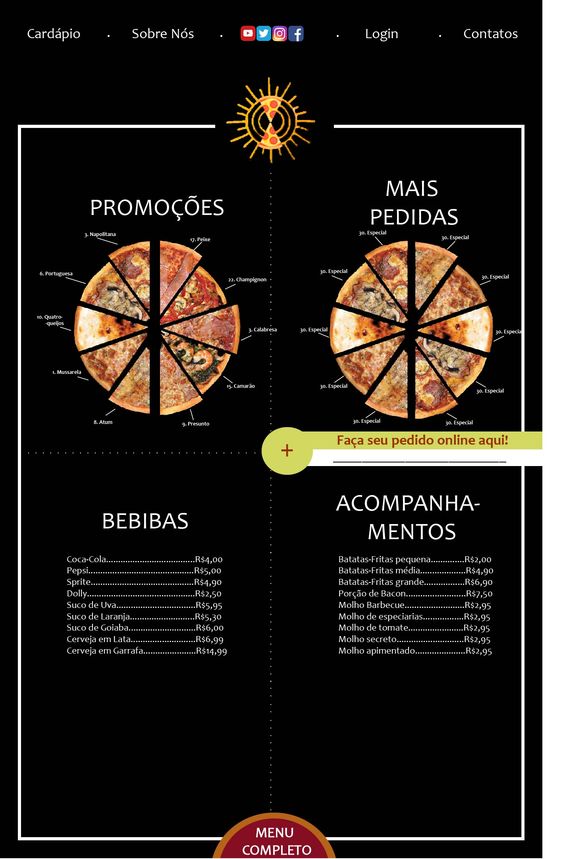 Cardápio
Sobre Nós
Login
Contatos
PROMOÇÕES
3. Napolitana
17. Peixe
6. Portuguesa
22. Champignon
10. Quatro-
-queijos
3. Calabresa
1. Mussarela
15. Camarão
8. Atum
9. Presunto
MAIS
PEDIDAS
30. Especial
30. Especial
30. Especial
30. Especial
30. Especial
30. Especial
30. Especial
30. Especial
30. Especial
30. Especial
+
Faça seu pedido online aqui!
BEBIBAS
Coca-Cola......................................R$4,00
Pepsi.............................................R$5,00
Sprite............................................R$4,90
Dolly..............................................R$2,50
Suco de Uva.................................R$5,95
Suco de Laranja...........................R$5,30
Suco de Goiaba............................R$6,00
Cerveja em Lata...........................R$6,99
Cerveja em Garrafa......................R$14,99
ACOMPANHA-
MENTOS
Batatas-Fritas pequena..............R$2,00
Batatas-Fritas média..................R$4,90
Batatas-Fritas grande.................R$6,90
Porção de Bacon........................R$7,50
Molho Barbecue.........................R$2,95
Molho de especiarias.................R$2,95
Molho de tomate.......................R$2,95
Molho secreto............................R$2,95
Molho apimentado.....................R$2,95
MENU
COMPLETO